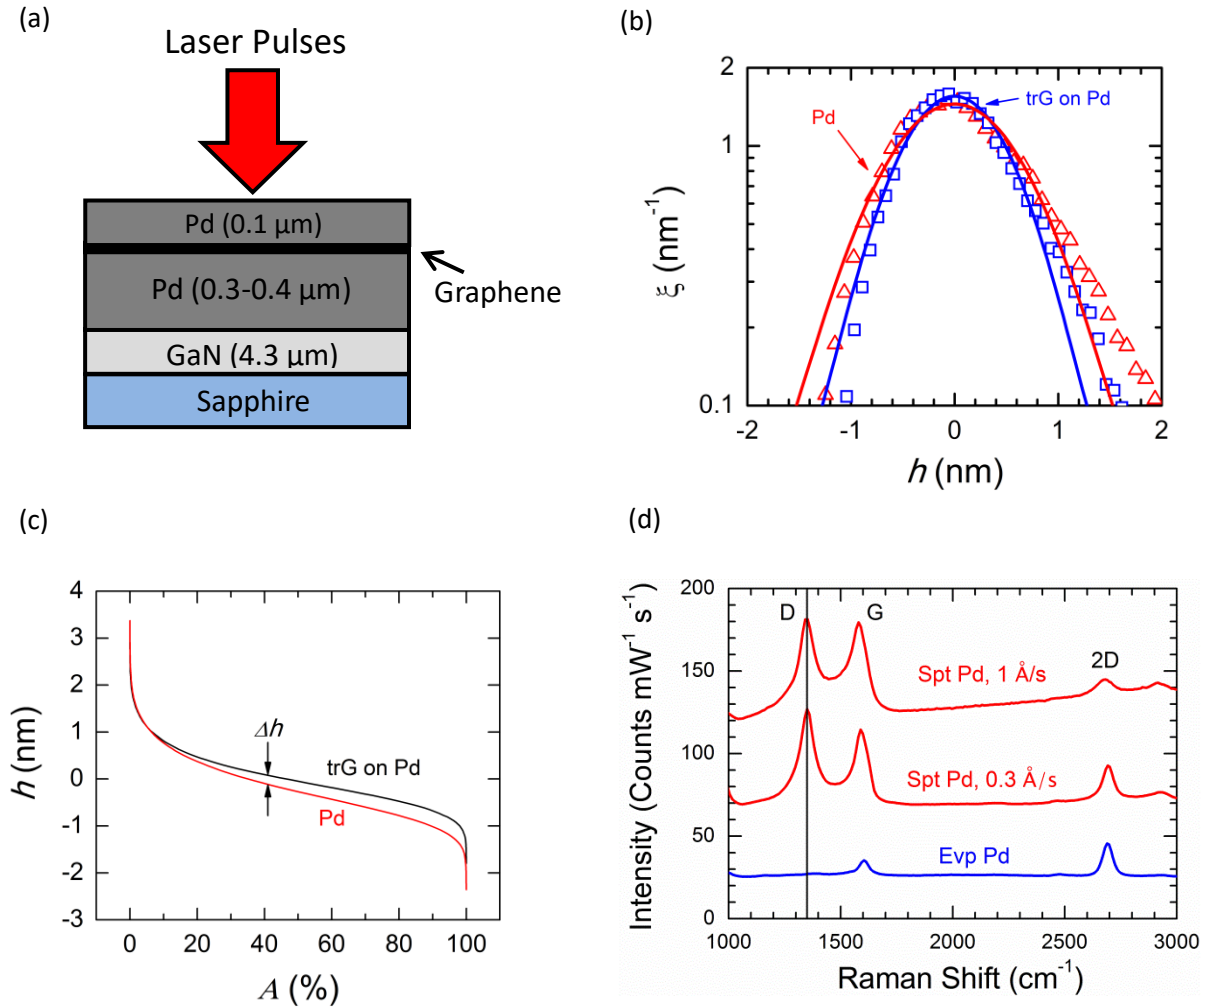 (a)
Laser Pulses
Pd (0.1 µm)
Graphene
Pd (0.3-0.4 µm)
GaN (4.3 µm)
Sapphire
(b)
2
1
0.1
ξ (nm⁻¹)
trG on Pd
Pd
-2 -1 0 1 2
h (nm)
(c)
4
3
2
1
0
-1
-2
-3
h (nm)
Δh
trG on Pd
Pd
0 20 40 60 80 100
A (%)
(d)
200
150
100
50
0
Intensity (Counts mW⁻¹ s⁻¹)
D G
2D
Spt Pd, 1 Å/s
Spt Pd, 0.3 Å/s
Evp Pd
1000 1500 2000 2500 3000
Raman Shift (cm⁻¹)